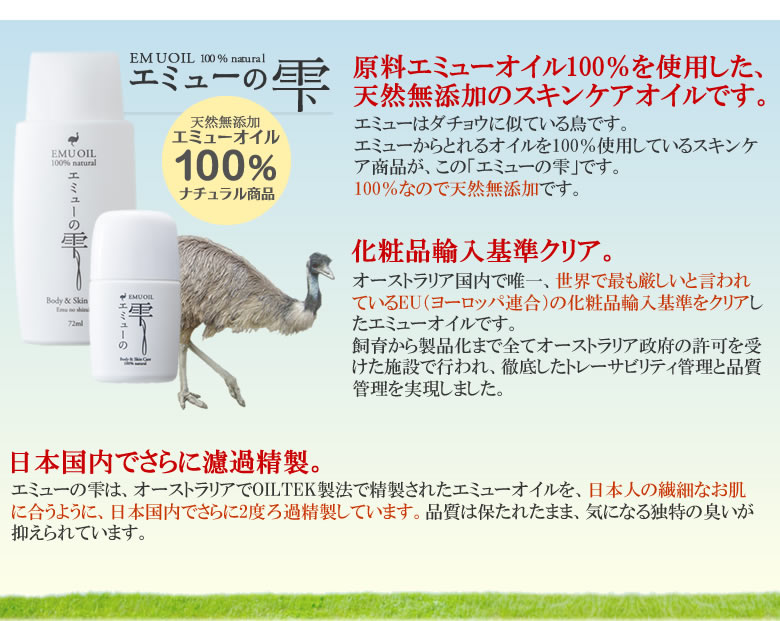 EMUOIL 100% natural
エミューの雫
天然無添加
エミューオイル
100%
ナチュラル商品
EMU OIL
100% natural
エミューの雫
Body & Skin
Emu no shizu
72ml
EMUOIL
エミューの雫
Body & Skin Care
100% natural
原料エミューオイル100%を使用した、
天然無添加のスキンケアオイルです。
エミューはダチョウに似ている鳥です。
エミューからとれるオイルを100%使用しているスキンケ
ア商品が、この「エミューの雫」です。
100%なので天然無添加です。
化粧品輸入基準クリア。
オーストラリア国内で唯一、世界で最も厳しいと言われ
ているEU（ヨーロッパ連合）の化粧品輸入基準をクリアし
たエミューオイルです。
飼育から製品化まで全てオーストラリア政府の許可を受
けた施設で行われ、徹底したトレーサビリティ管理と品質
管理を実現しました。
日本国内でさらに濾過精製。
エミューの雫は、オーストラリアでOILTEK製法で精製されたエミューオイルを、日本人の繊細なお肌
に合うように、日本国内でさらに2度ろ過精製しています。品質は保たれたまま、気になる独特の臭いが
抑えられています。